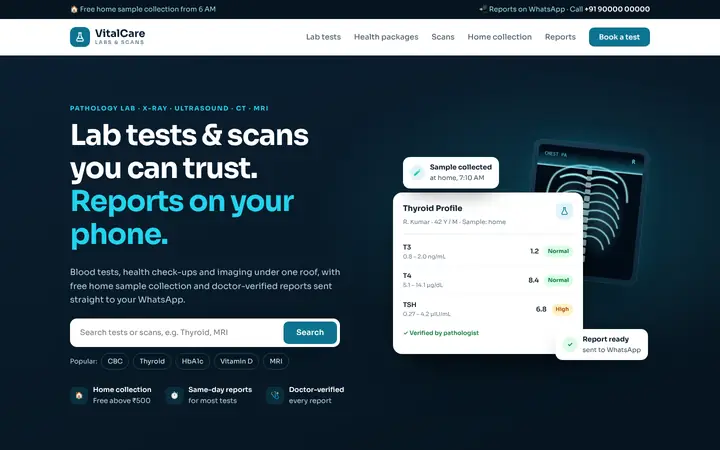 Free home sample collection from 6 AM
Reports on WhatsApp · Call +91 90000 00000
VitalCare
LABS & SCANS
Lab tests
Health packages
Scans
Home collection
Reports
Book a test
PATHOLOGY LAB · X-RAY · ULTRASOUND · CT · MRI
Lab tests & scans
you can trust.
Reports on your
phone.
Blood tests, health check-ups and imaging under one roof, with
free home sample collection and doctor-verified reports sent
straight to your WhatsApp.
Search tests or scans, e.g. Thyroid, MRI
Search
Popular:
CBC
Thyroid
HbA1c
Vitamin D
MRI
Home collection
Free above ₹500
Same-day reports
for most tests
Doctor-verified
every report
CHEST PA
R
Sample collected
at home, 7:10 AM
Thyroid Profile
R. Kumar · 42 Y / M · Sample: home
T3
0.8 – 2.0 ng/mL
1.2
Normal
T4
5.1 – 14.1 µg/dL
8.4
Normal
TSH
0.27 – 4.2 µIU/mL
6.8
High
✓ Verified by pathologist
Report ready
sent to WhatsApp